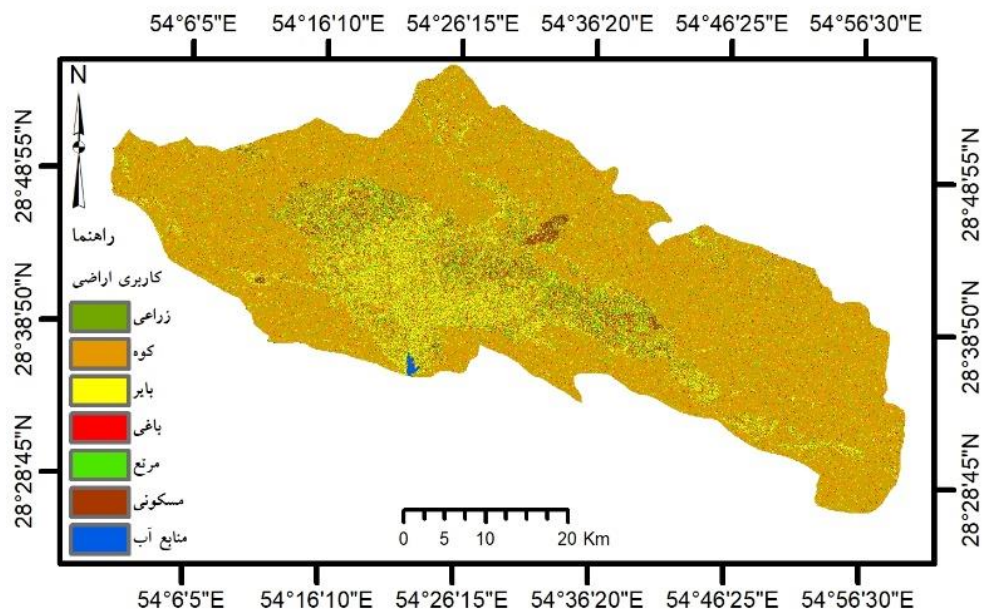 54°6'5"E 54°16'10"E 54°26'15"E 54°36'20"E 54°46'25"E 54°56'30"E
N
28°48'55"N
28°48'55"N
راهنما
کاربری اراضی
زراعی
28°38'50"N
28°38'50"N
کوه
بایر
باغی
مرتع
28°28'45"N
28°28'45"N
مسکونی
منابع آب
0 5 10 20 Km
54°6'5"E 54°16'10"E 54°26'15"E 54°36'20"E 54°46'25"E 54°56'30"E